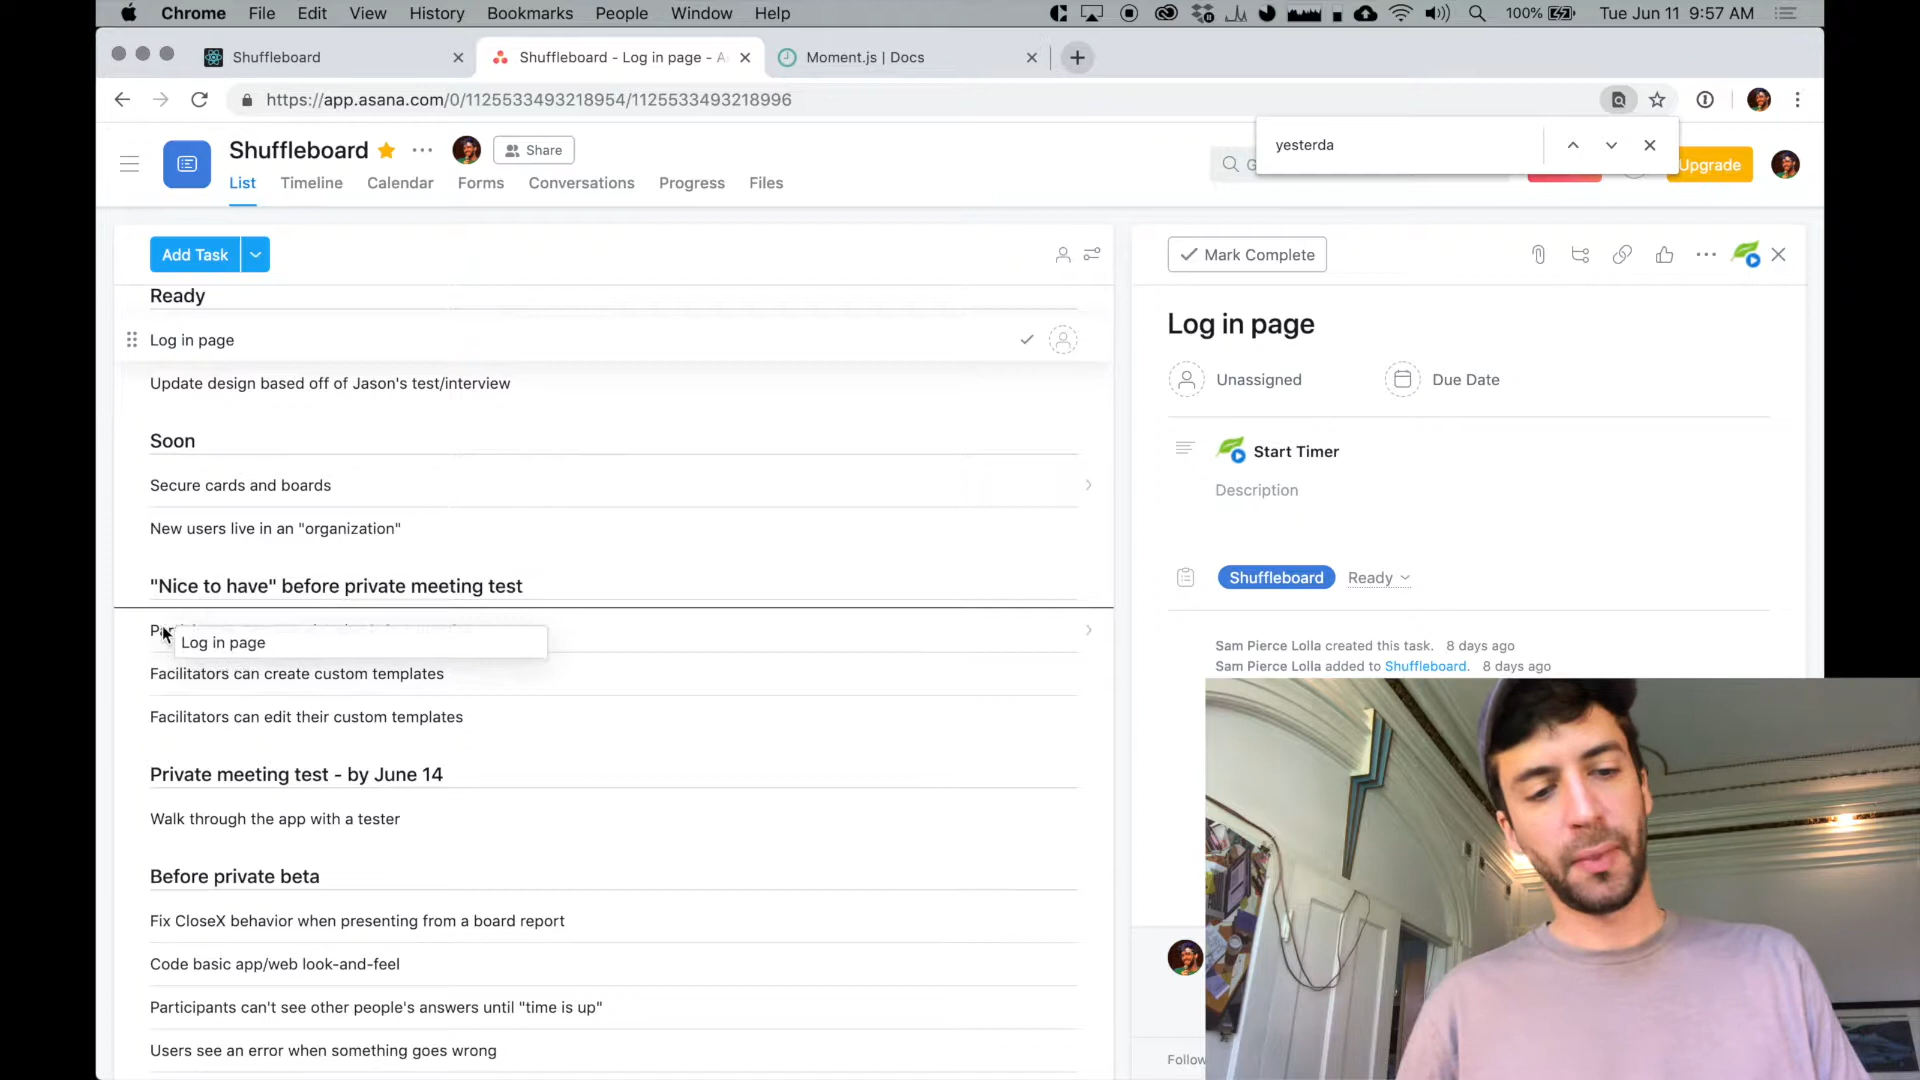 Chrome File Edit View History Bookmarks People Window Help 100% Tue Jun 11 9:57 AM
Shuffleboard
Shuffleboard - Log in page - A
Moment.js | Docs
https://app.asana.com/0/1125533493218954/1125533493218996
yesterda
Shuffleboard
Share
Upgrade
List Timeline Calendar Forms Conversations Progress Files
Add Task
Ready
Log in page
Update design based off of Jason's test/interview
Soon
Secure cards and boards
New users live in an "organization"
"Nice to have" before private meeting test
Log in page
Facilitators can create custom templates
Facilitators can edit their custom templates
Private meeting test - by June 14
Walk through the app with a tester
Before private beta
Fix CloseX behavior when presenting from a board report
Code basic app/web look-and-feel
Participants can't see other people's answers until "time is up"
Users see an error when something goes wrong
Mark Complete
Log in page
Unassigned
Due Date
Start Timer
Description
Shuffleboard Ready
Sam Pierce Lolla created this task. 8 days ago
Sam Pierce Lolla added to Shuffleboard. 8 days ago
Follow